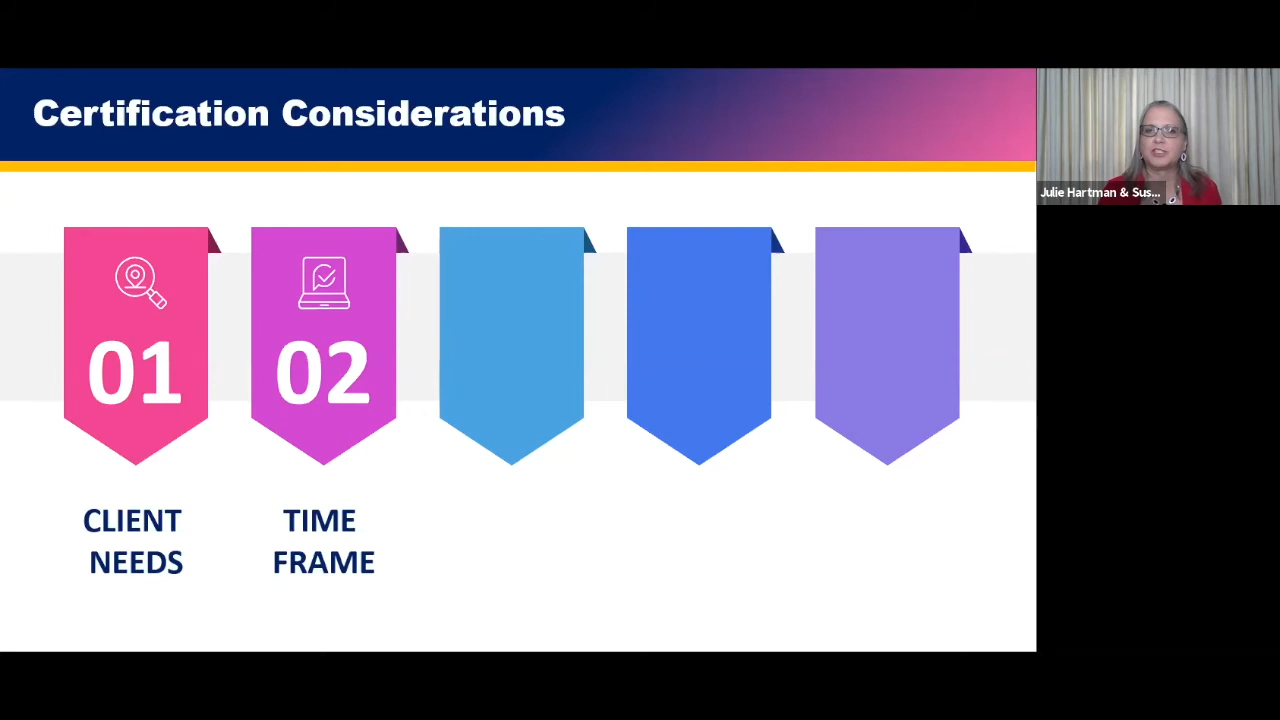 Certification Considerations
Julie Hartman & Sus...
01
02
CLIENT
NEEDS
TIME
FRAME